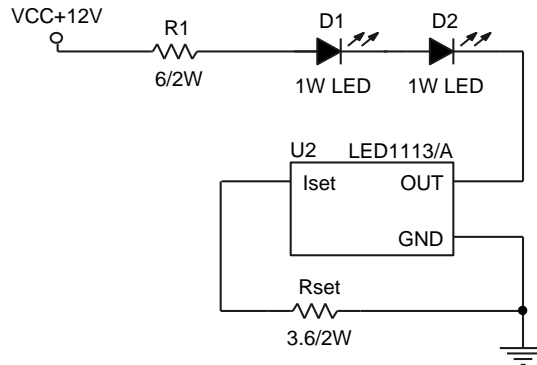 VCC+12V
R1
6/2W
D1
D2
1W LED
1W LED
U2
LED1113/A
Iset
OUT
GND
Rset
3.6/2W